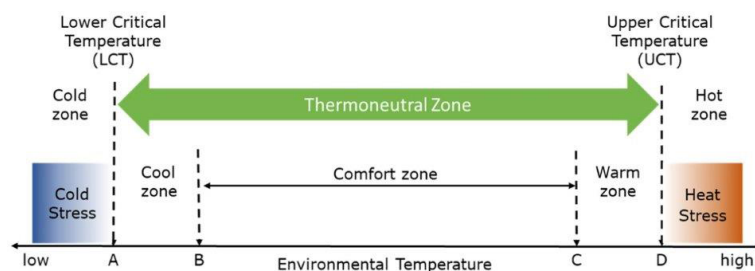 Lower Critical
Temperature
(LCT)
Upper Critical
Temperature
(UCT)
Cold
zone
Thermoneutral Zone
Hot
zone
Cold
Stress
Cool
zone
Comfort zone
Warm
zone
Heat
Stress
low
A
B
Environmental Temperature
C
D
high